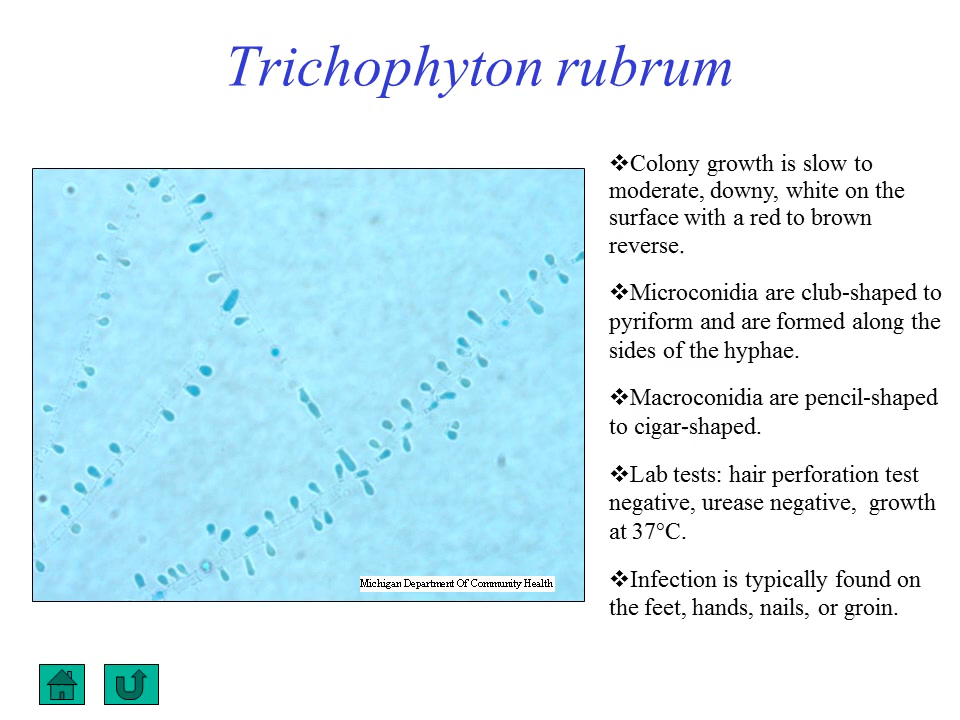 Trichophyton rubrum
❖Colony growth is slow to
moderate, downy, white on the
surface with a red to brown
reverse.
❖Microconidia are club-shaped to
pyriform and are formed along the
sides of the hyphae.
❖Macroconidia are pencil-shaped
to cigar-shaped.
❖Lab tests: hair perforation test
negative, urease negative,  growth
at 37°C.
❖Infection is typically found on
the feet, hands, nails, or groin.
Michigan Department Of Community Health